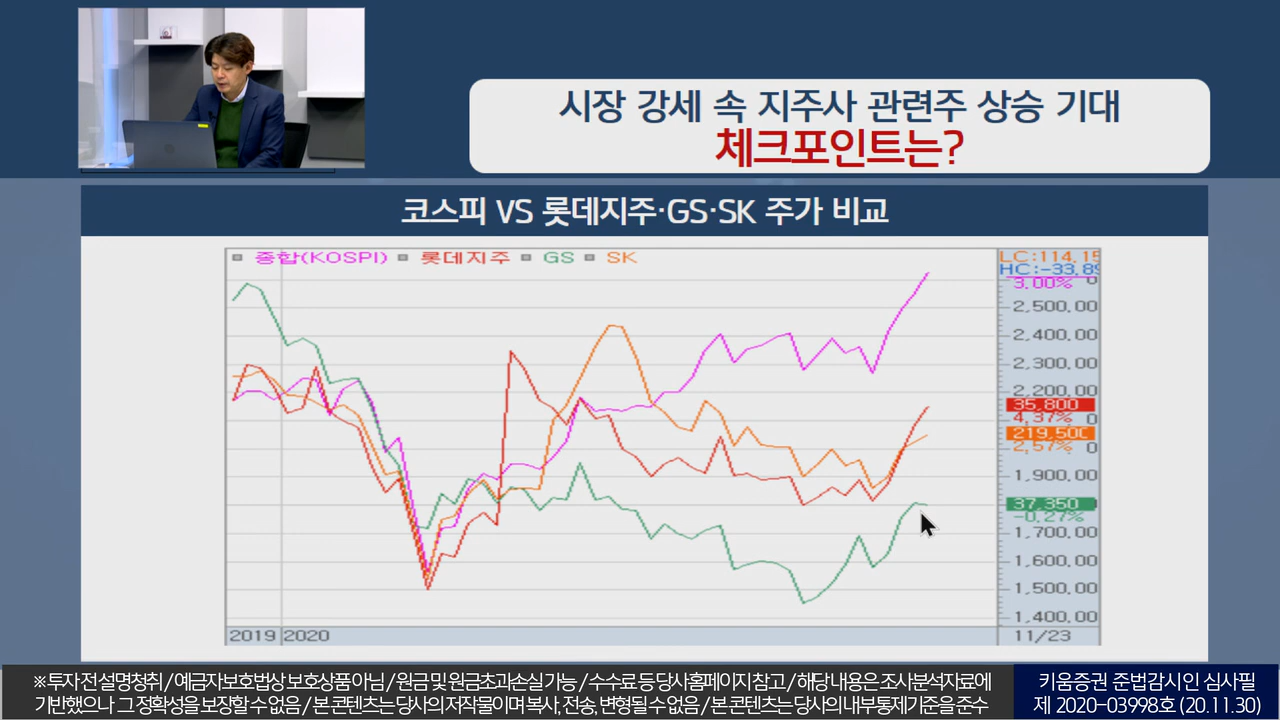 시장 강세 속 지주사 관련주 상승 기대
체크포인트는?
코스피 VS 롯데지주·GS·SK 주가 비교
종합(KOSPI) 롯데지주 GS SK
LC:114.15
HC:-33.89
3.00% 0
2,500.00
2,400.00
2,300.00
2,200.00
35,800
4.37% 0
219,500
2.57% 0
1,900.00
37,350
-0.27%
1,700.00
1,600.00
1,500.00
1,400.00
2019 2020 11/23
※ 투자 전 설명청취 / 예금자보호법상 보호상품 아님 / 원금 및 원금초과손실 가능 / 수수료 등 당사홈페이지 참고 / 해당 내용은 조사분석자료에
기반했으나 그 정확성을 보장할 수 없음 / 본 콘텐츠는 당사의 저작물이며 복사, 전송, 변형될 수 없음 / 본 콘텐츠는 당사의 내부통제기준을 준수
키움증권 준법감시인 심사필
제 2020-03998호 (20.11.30)